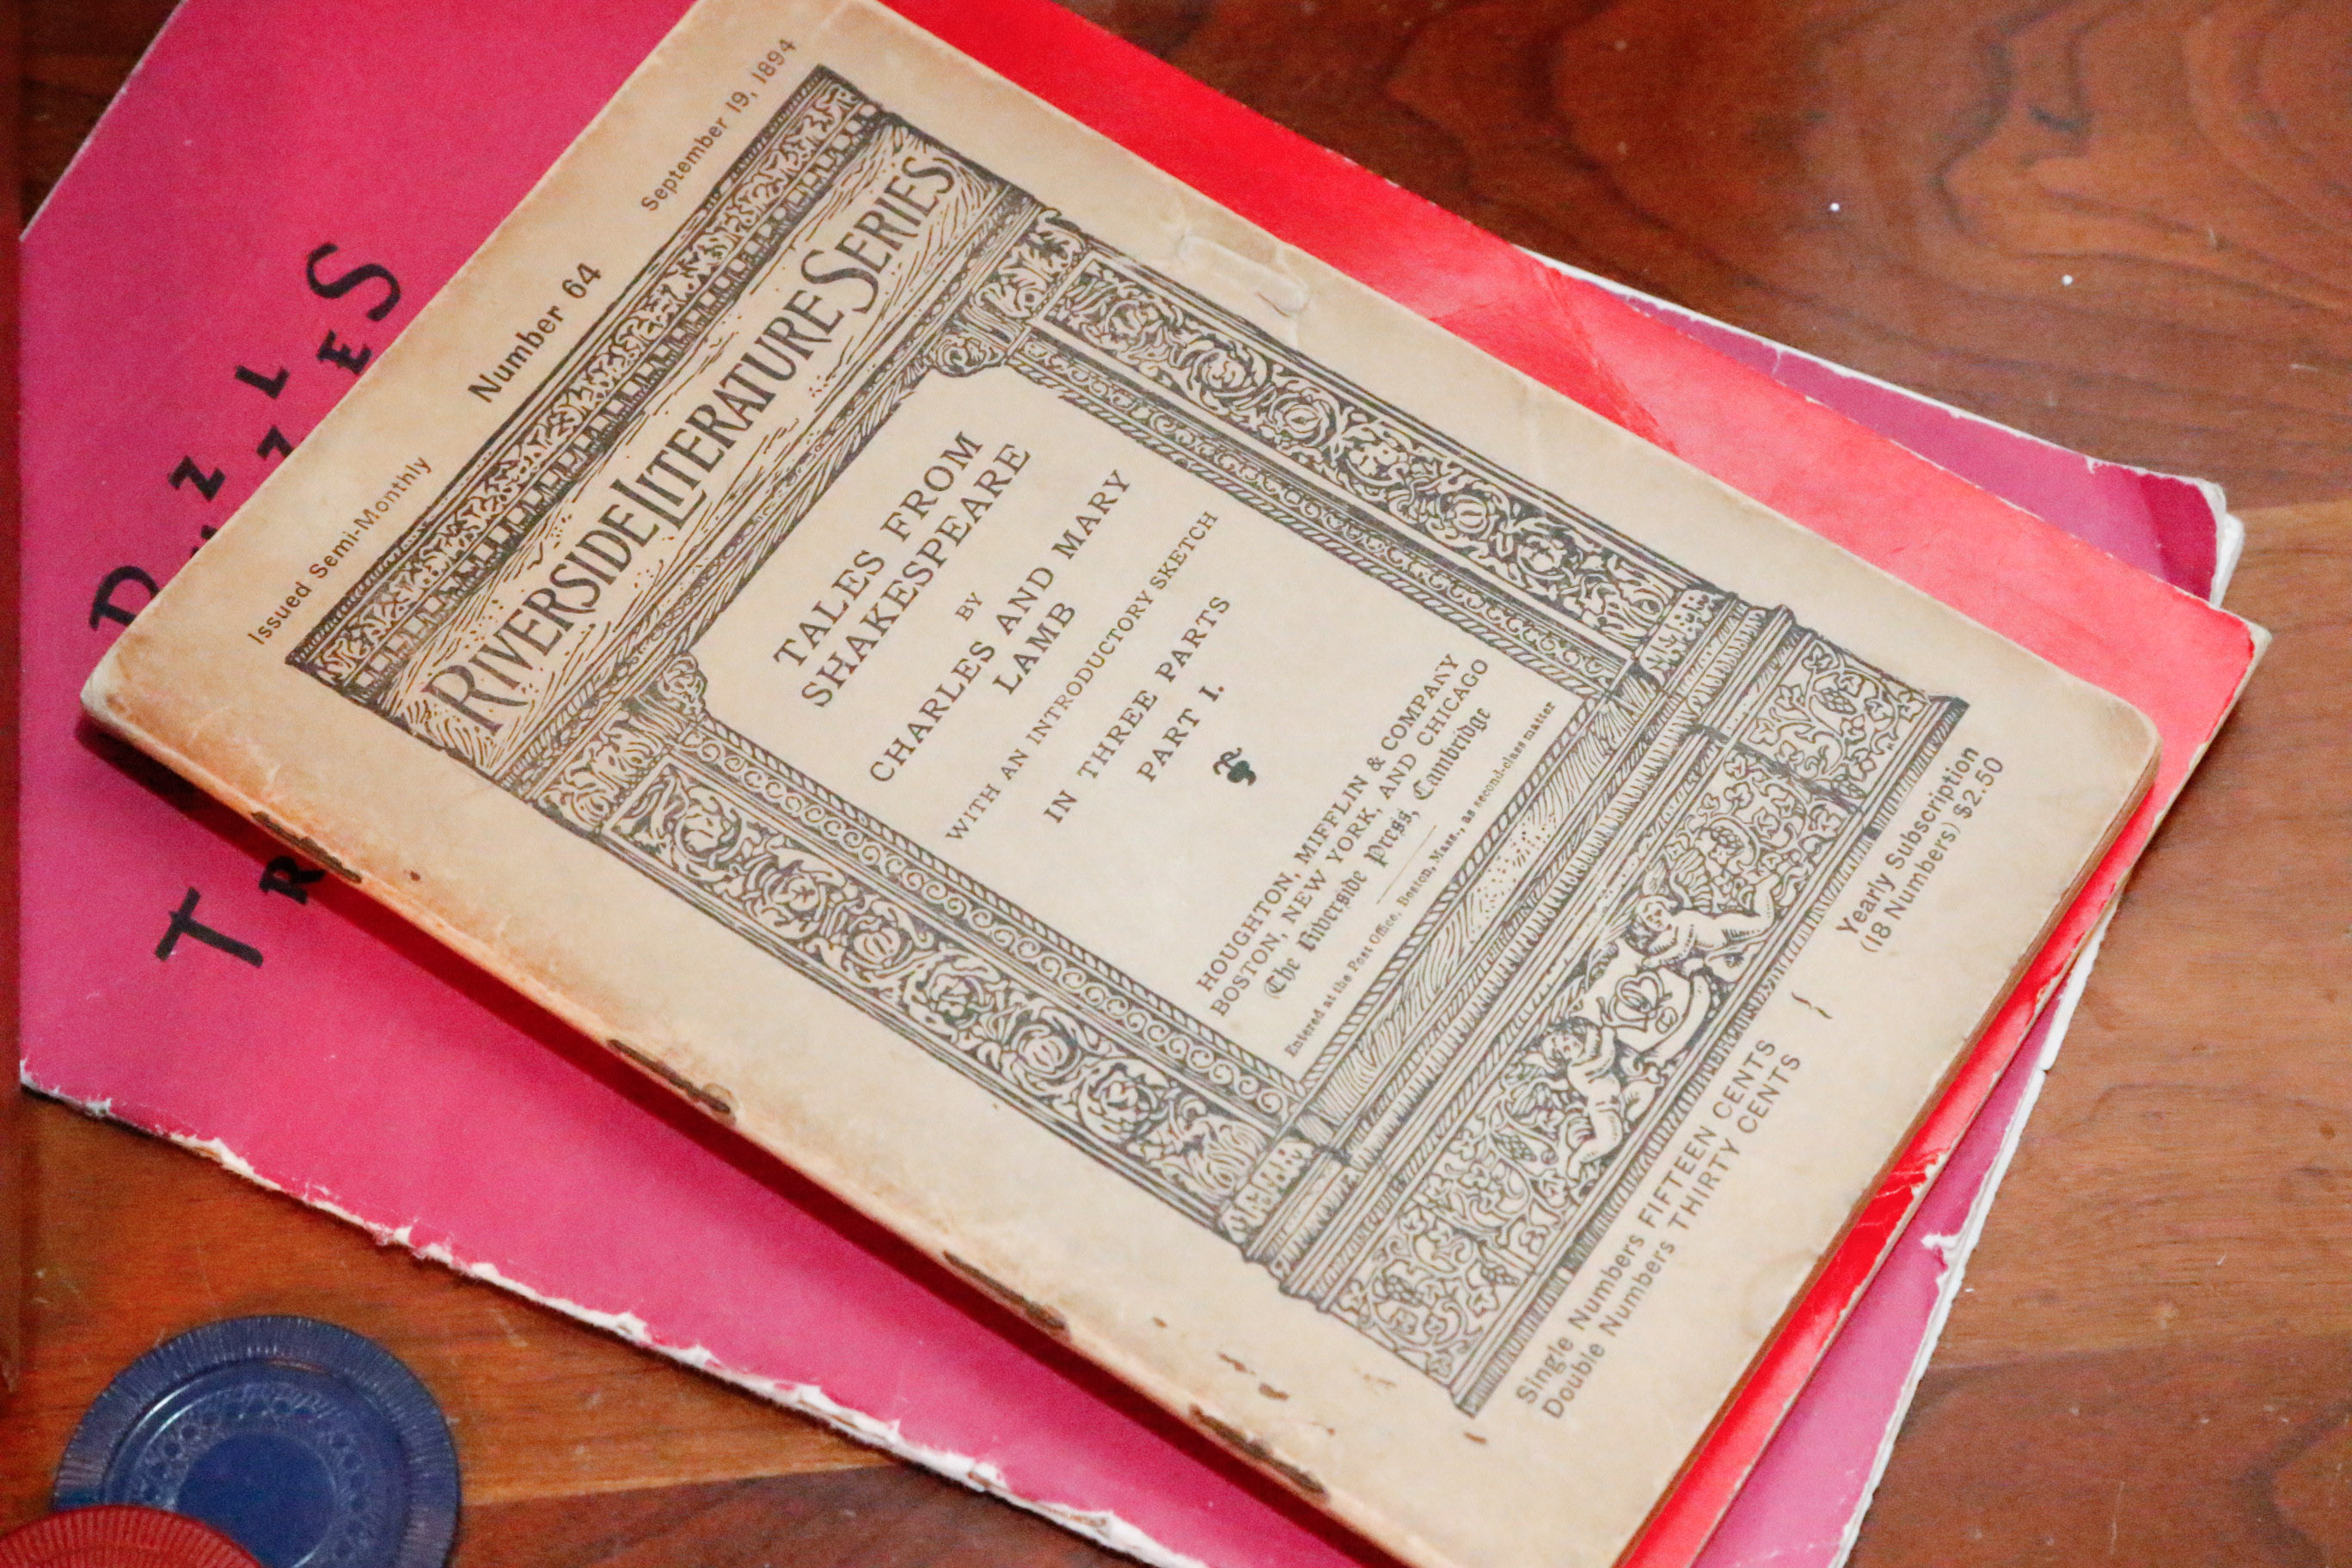 Number 64
Issued Semi-Monthly September 19, 1894
RIVERSIDE LITERATURE SERIES
TALES FROM
SHAKESPEARE
BY
CHARLES AND MARY
LAMB
WITH AN INTRODUCTORY SKETCH
IN THREE PARTS
PART I.
HOUGHTON, MIFFLIN & COMPANY
BOSTON, NEW YORK, AND CHICAGO
The Riverside Press, Cambridge
Entered at the Post Office, Boston, Mass., as second-class matter
Single Numbers FIFTEEN CENTS
Double Numbers THIRTY CENTS
} Yearly Subscription
(18 Numbers) $2.50